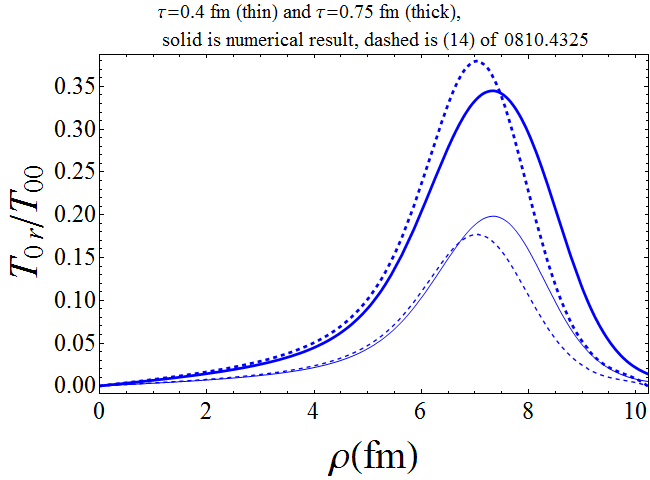 τ=0.4 fm (thin) and τ=0.75 fm (thick),
solid is numerical result, dashed is (14) of 0810.4325
T0 r/T00
0.35
0.30
0.25
0.20
0.15
0.10
0.05
0.00
0 2 4 6 8 10
ρ(fm)